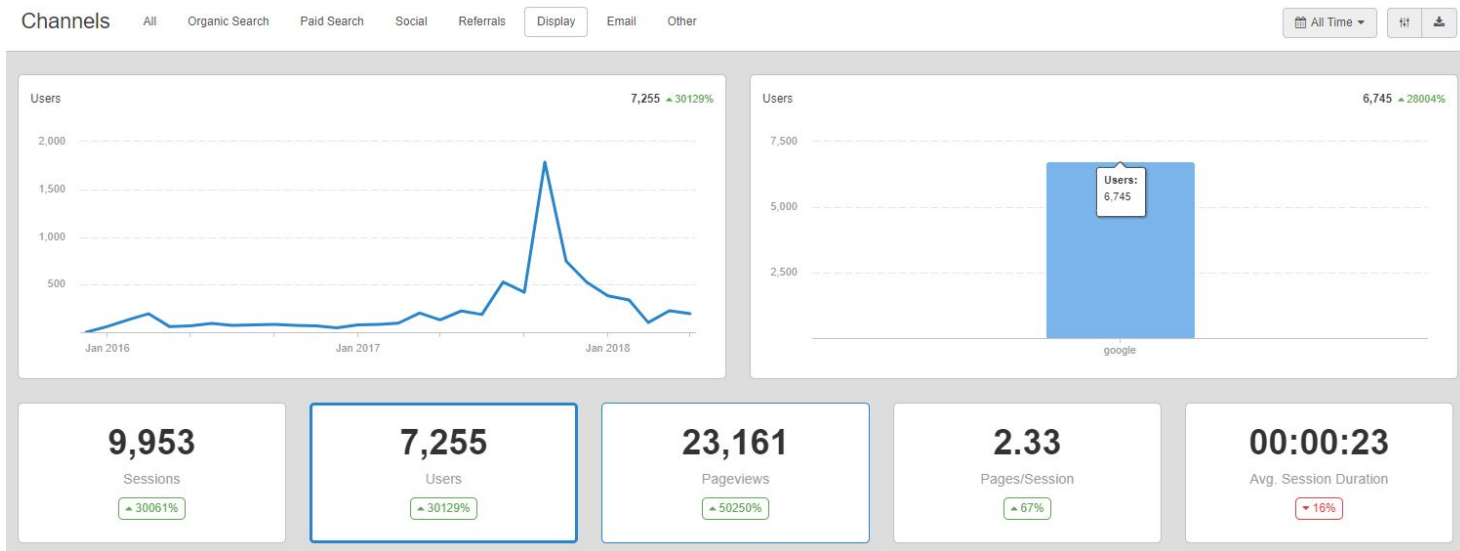 Channels All Organic Search Paid Search Social Referrals Display Email Other All Time
Users 7,255 30129%
2,000
1,500
1,000
500
Jan 2016 Jan 2017 Jan 2018
Users 6,745 28004%
7,500
5,000
2,500
Users:
6,745
google
9,953
Sessions
30061%
7,255
Users
30129%
23,161
Pageviews
50250%
2.33
Pages/Session
67%
00:00:23
Avg. Session Duration
16%